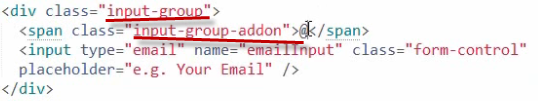 <div class="input-group">
<span class="input-group-addon">@</span>
<input type="email" name="emailInput" class="form-control"
placeholder="e.g. Your Email" />
</div>